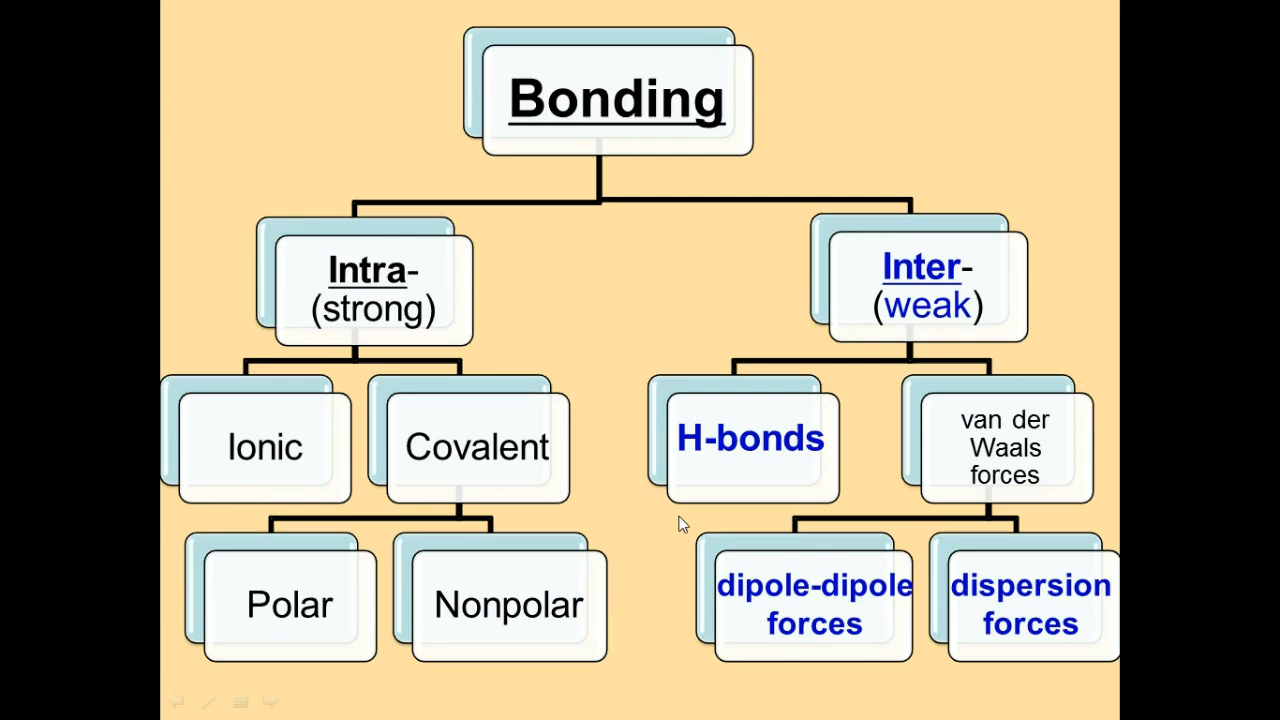 Bonding
Intra-
(strong)
Inter-
(weak)
Ionic
Covalent
H-bonds
van der
Waals
forces
Polar
Nonpolar
dipole-dipole
forces
dispersion
forces